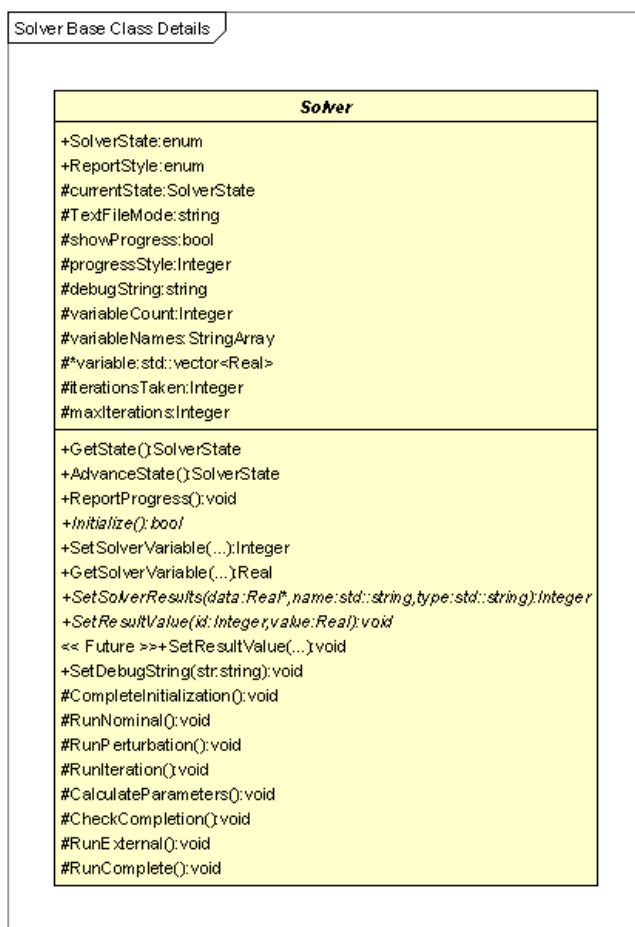 Solver Base Class Details
Solver
+SolverState:enum
+ReportStyle:enum
#currentState:SolverState
#TextFileMode:string
#showProgress:bool
#progressStyle:Integer
#debugString:string
#variableCount:Integer
#variableNames:StringArray
#*variable:std::vector<Real>
#iterationsTaken:Integer
#maxIterations:Integer
+GetState():SolverState
+AdvanceState():SolverState
+ReportProgress():void
+Initialize():bool
+SetSolverVariable(...):Integer
+GetSolverVariable(...):Real
+SetSolverResults(data:Real*,name:std::string,type:std::string):Integer
+SetResultValue(id:Integer,value:Real):void
<< Future >>+SetResultValue(...):void
+SetDebugString(str:string):void
#CompleteInitialization():void
#RunNominal():void
#RunPerturbation():void
#RunIteration():void
#CalculateParameters():void
#CheckCompletion():void
#RunExternal():void
#RunComplete():void